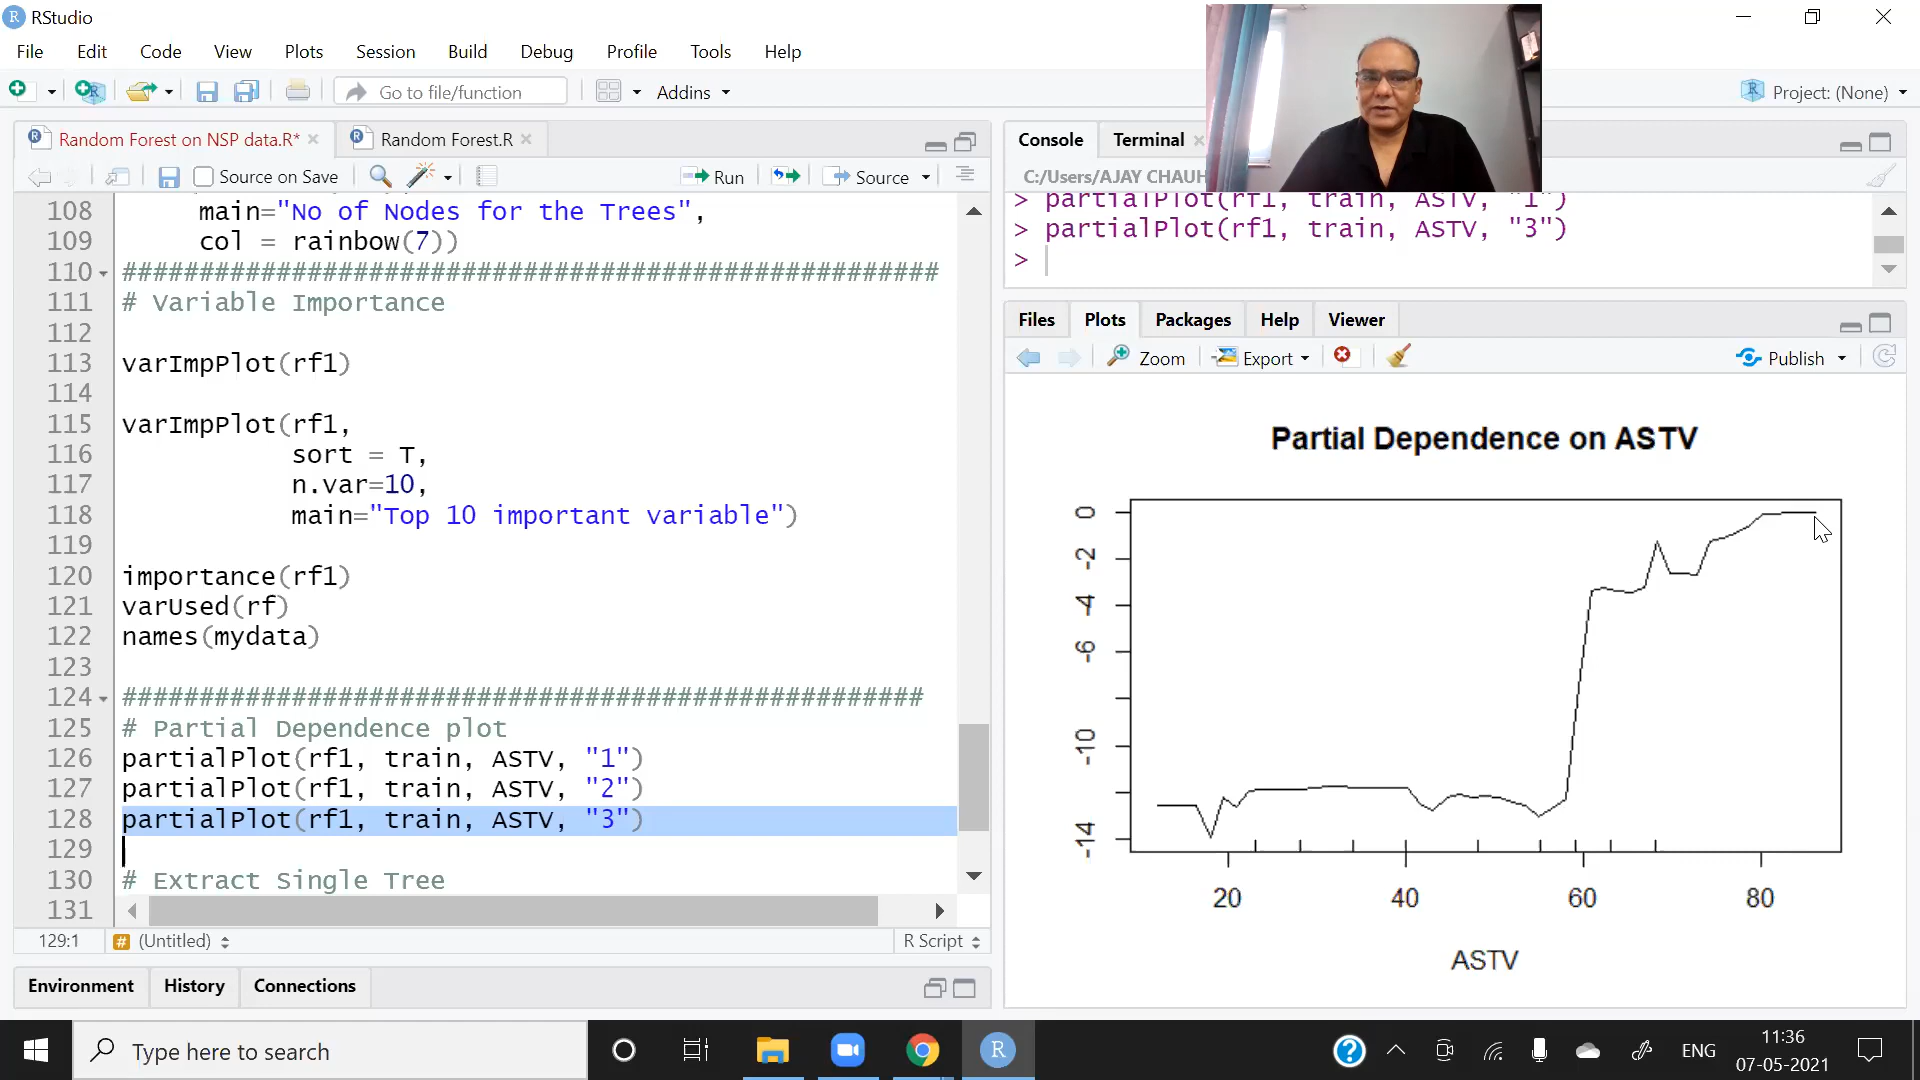 RStudio
File Edit Code View Plots Session Build Debug Profile Tools Help
Go to file/function Addins Project: (None)
Random Forest on NSP data.R* Random Forest.R
Source on Save Run Source
108 main="No of Nodes for the Trees",
109 col = rainbow(7))
110 #####################################################
111 # Variable Importance
112
113 varImpPlot(rf1)
114
115 varImpPlot(rf1,
116 sort = T,
117 n.var=10,
118 main="Top 10 important variable")
119
120 importance(rf1)
121 varUsed(rf)
122 names(mydata)
123
124 ####################################################
125 # Partial Dependence plot
126 partialPlot(rf1, train, ASTV, "1")
127 partialPlot(rf1, train, ASTV, "2")
128 partialPlot(rf1, train, ASTV, "3")
129
130 # Extract Single Tree
131
129:1 # (Untitled) R Script
Environment History Connections
Console Terminal
C:/Users/AJAY CHAUH
> partialPlot(rf1, train, ASTV, "1")
> partialPlot(rf1, train, ASTV, "3")
>
Files Plots Packages Help Viewer
Zoom Export Publish
Partial Dependence on ASTV
0
-2
-4
-6
-10
-14
20 40 60 80
ASTV
Type here to search
ENG
11:36
07-05-2021